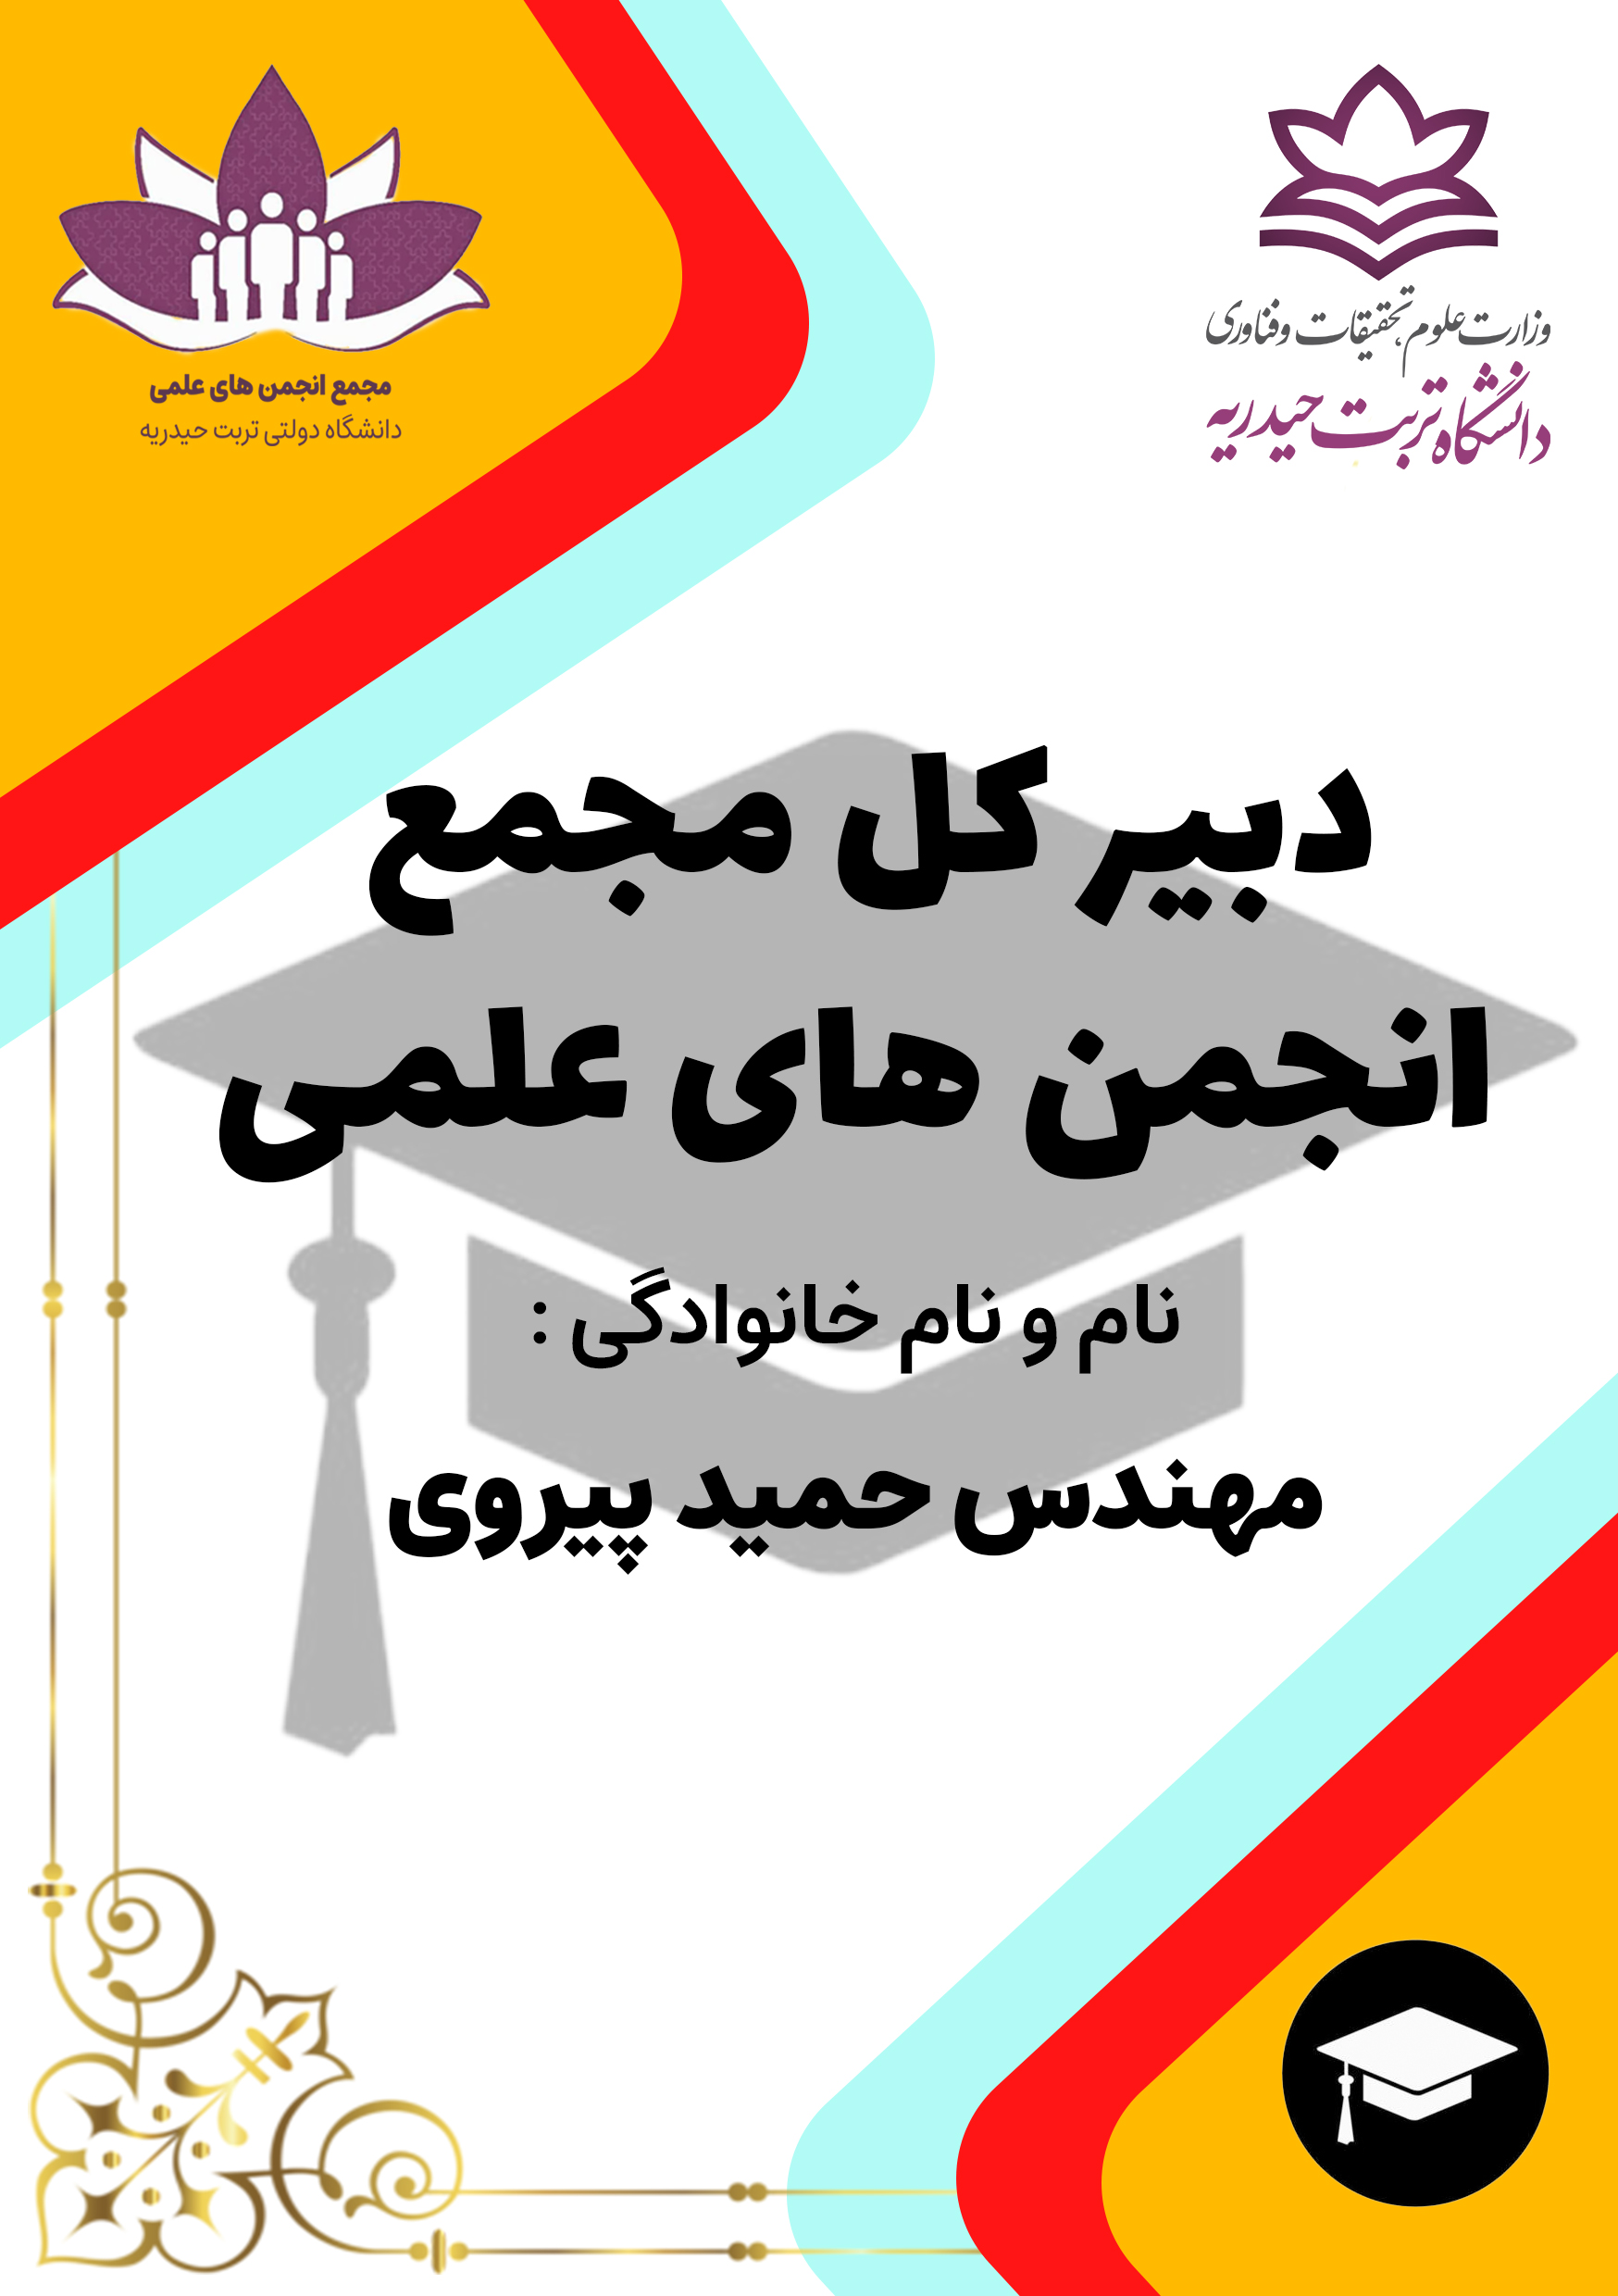 وزارت علوم، تحقیقات و فناوری
دانشگاه تربت حیدریه
مجمع انجمن های علمی
دانشگاه دولتی تربت حیدریه
دبیر کل مجمع
انجمن های علمی
نام و نام خانوادگی :
مهندس حمید پیروی